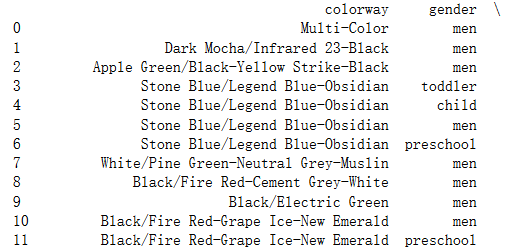 colorway gender \
0 Multi-Color men
1 Dark Mocha/Infrared 23-Black men
2 Apple Green/Black-Yellow Strike-Black men
3 Stone Blue/Legend Blue-Obsidian toddler
4 Stone Blue/Legend Blue-Obsidian child
5 Stone Blue/Legend Blue-Obsidian men
6 Stone Blue/Legend Blue-Obsidian preschool
7 White/Pine Green-Neutral Grey-Muslin men
8 Black/Fire Red-Cement Grey-White men
9 Black/Electric Green men
10 Black/Fire Red-Grape Ice-New Emerald men
11 Black/Fire Red-Grape Ice-New Emerald preschool